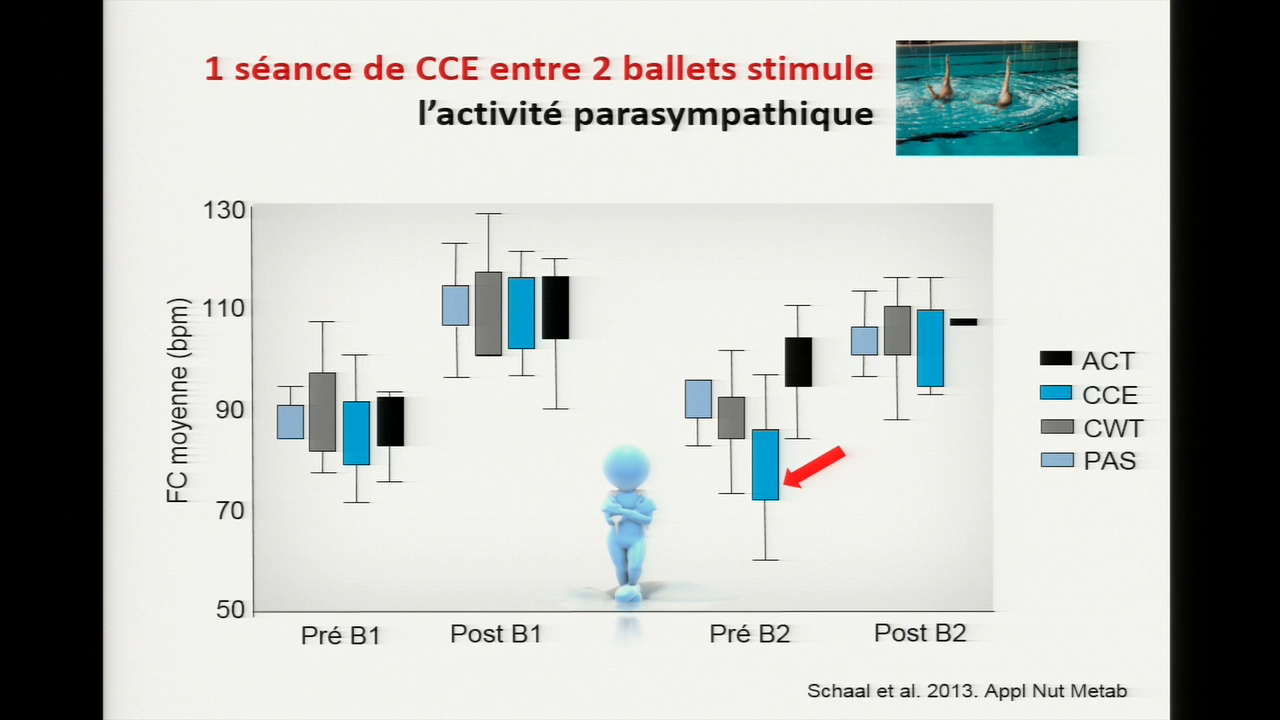 1 séance de CCE entre 2 ballets stimule
l’activité parasympathique
FC moyenne (bpm)
130
110
90
70
50
Pré B1
Post B1
Pré B2
Post B2
ACT
CCE
CWT
PAS
Schaal et al. 2013. Appl Nut Metab